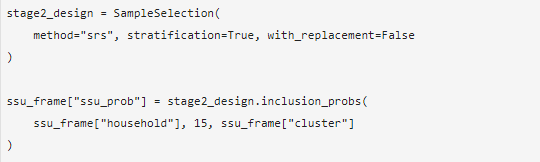 stage2_design = SampleSelection(
    method="srs", stratification=True, with_replacement=False
)
ssu_frame["ssu_prob"] = stage2_design.inclusion_probs(
    ssu_frame["household"], 15, ssu_frame["cluster"]
)